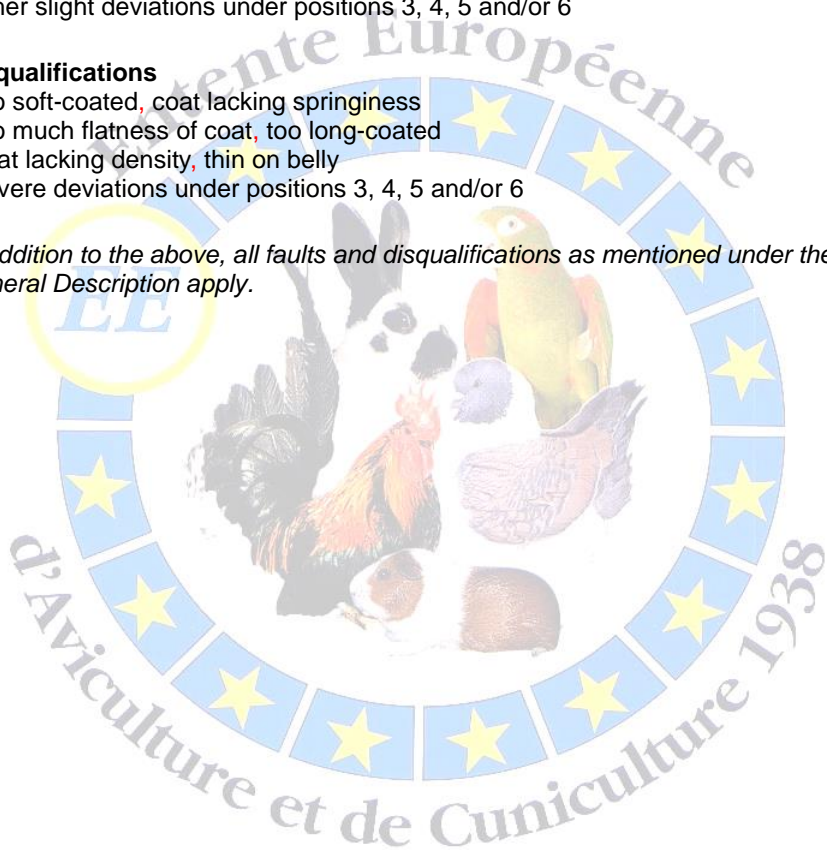 ner slight deviations under positions 3, 4, 5 and/or 6
qualifications
o soft-coated, coat lacking springiness
o much flatness of coat, too long-coated
at lacking density, thin on belly
vere deviations under positions 3, 4, 5 and/or 6
addition to the above, all faults and disqualifications as mentioned under the
neral Description apply.
Entente Européenne
EE
d'Aviculture et de Cuniculture 1938